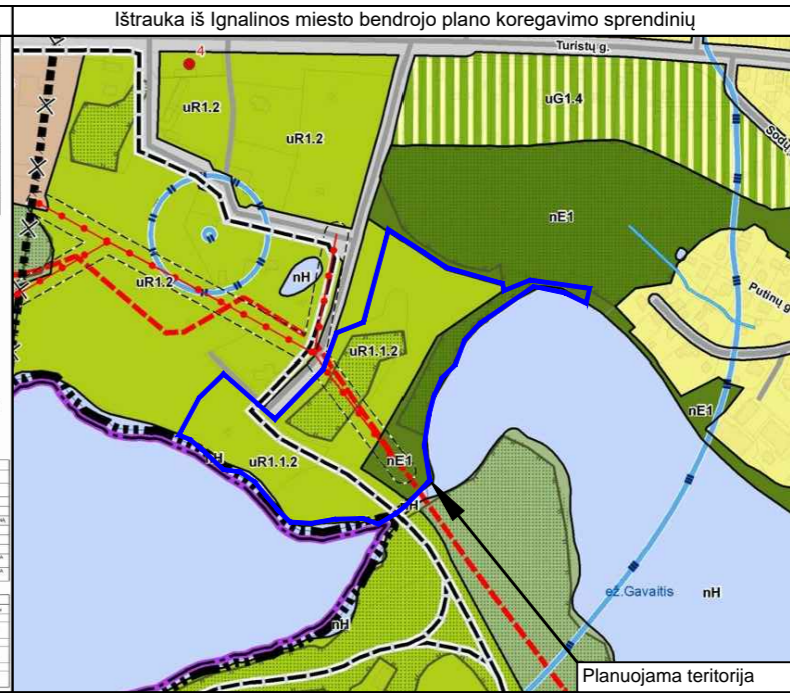 Ištrauka iš Ignalinos miesto bendrojo plano koregavimo sprendinių
4
Turistų g.
uR1.2
uR1.2
uG1.4
Sodų
nE1
uR1.2
nH
Putinų g
uR1.1.2
nE1
nE1
H
uR1.1.2
nH
ež.Gavaitis
nH
nH
Planuojama teritorija